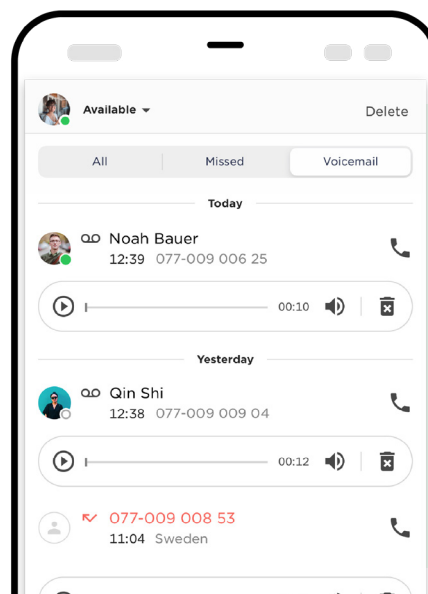 Available
Delete
All Missed Voicemail
Today
Noah Bauer
12:39 077-009 006 25
00:10
Yesterday
Qin Shi
12:38 077-009 009 04
00:12
077-009 008 53
11:04 Sweden